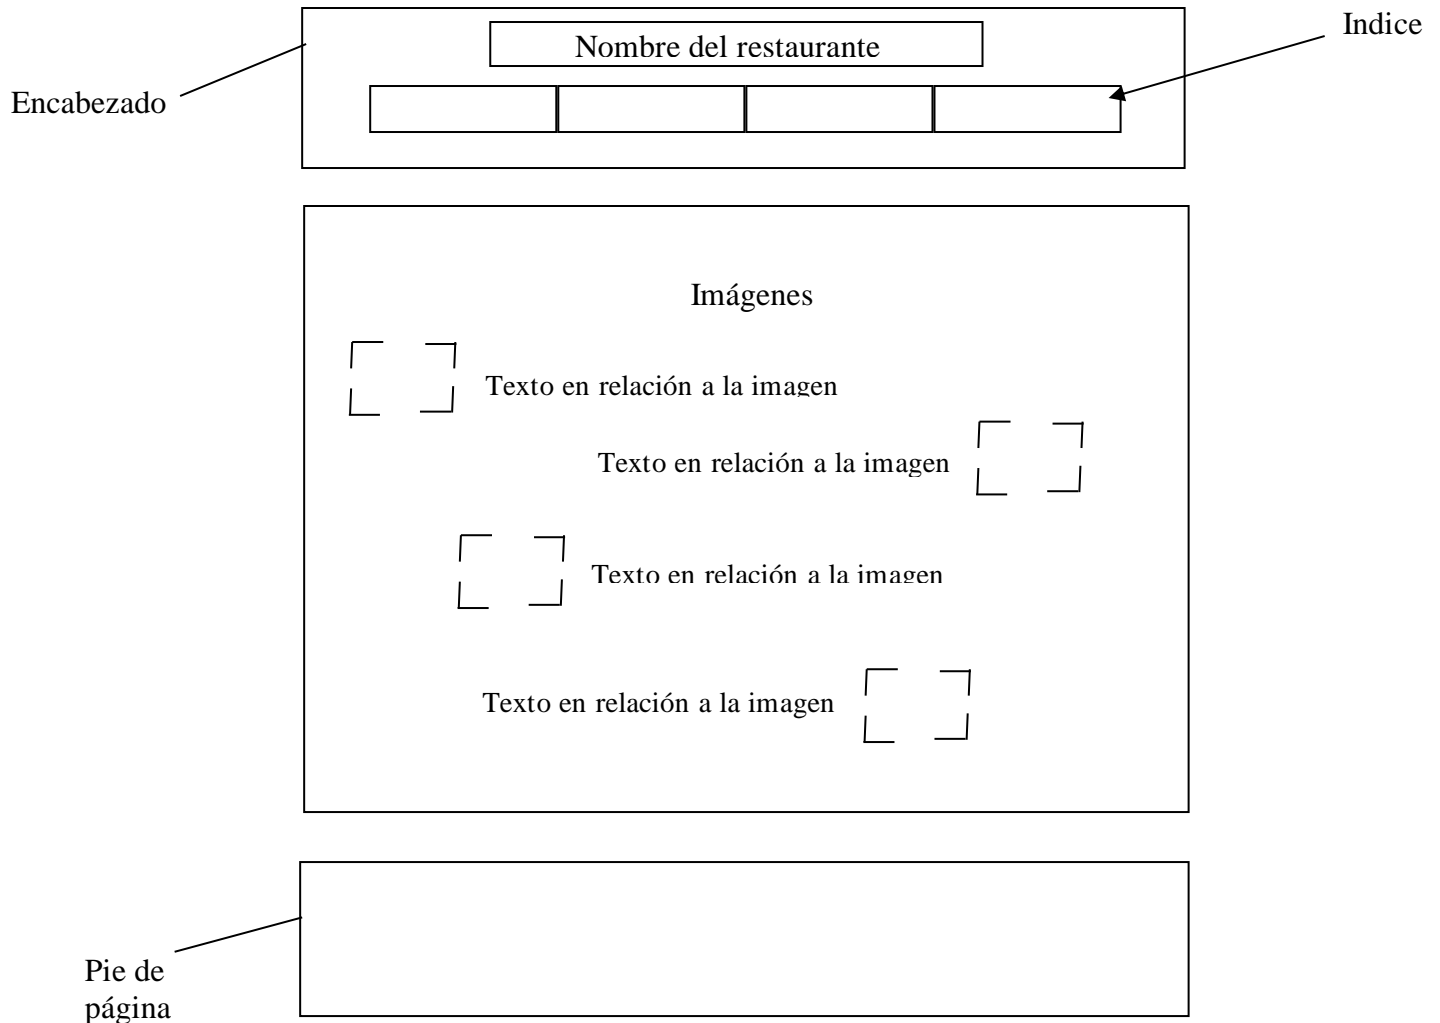 Indice
Nombre del restaurante
Encabezado
Imágenes
Texto en relación a la imagen
Texto en relación a la imagen
Texto en relación a la imagen
Texto en relación a la imagen
Pie de
página